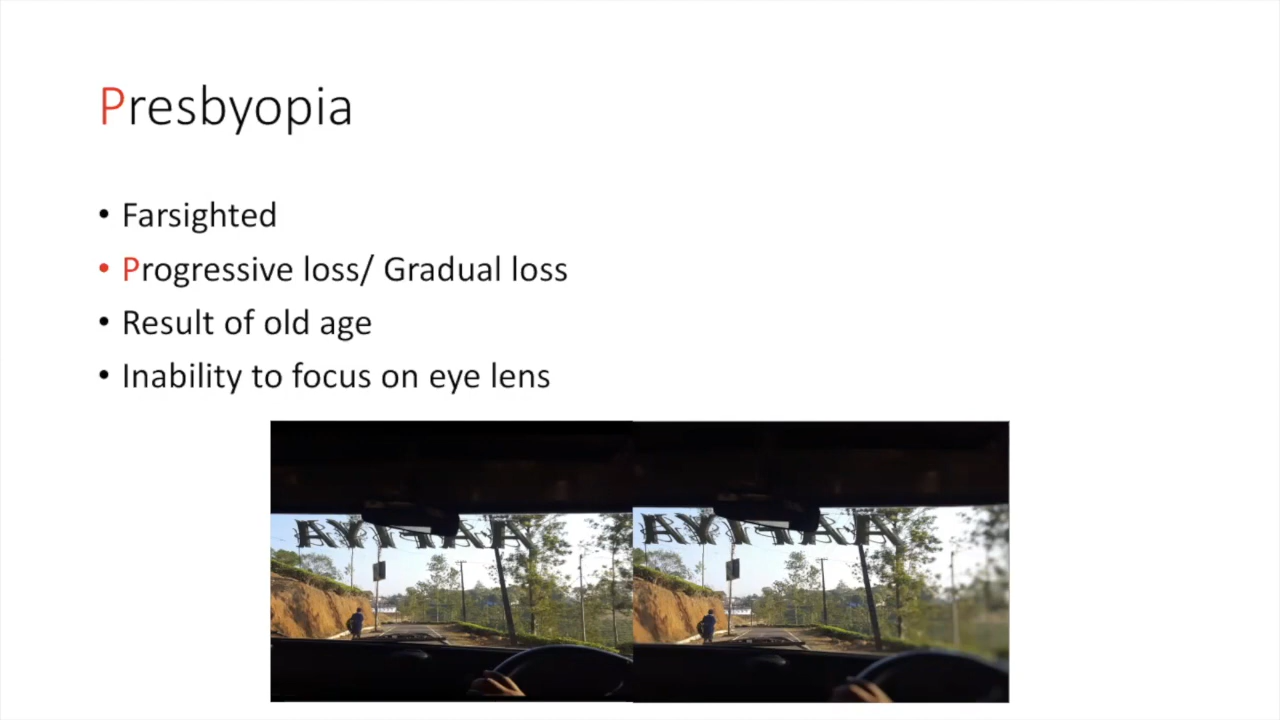 Presbyopia
• Farsighted
• Progressive loss/ Gradual loss
• Result of old age
• Inability to focus on eye lens